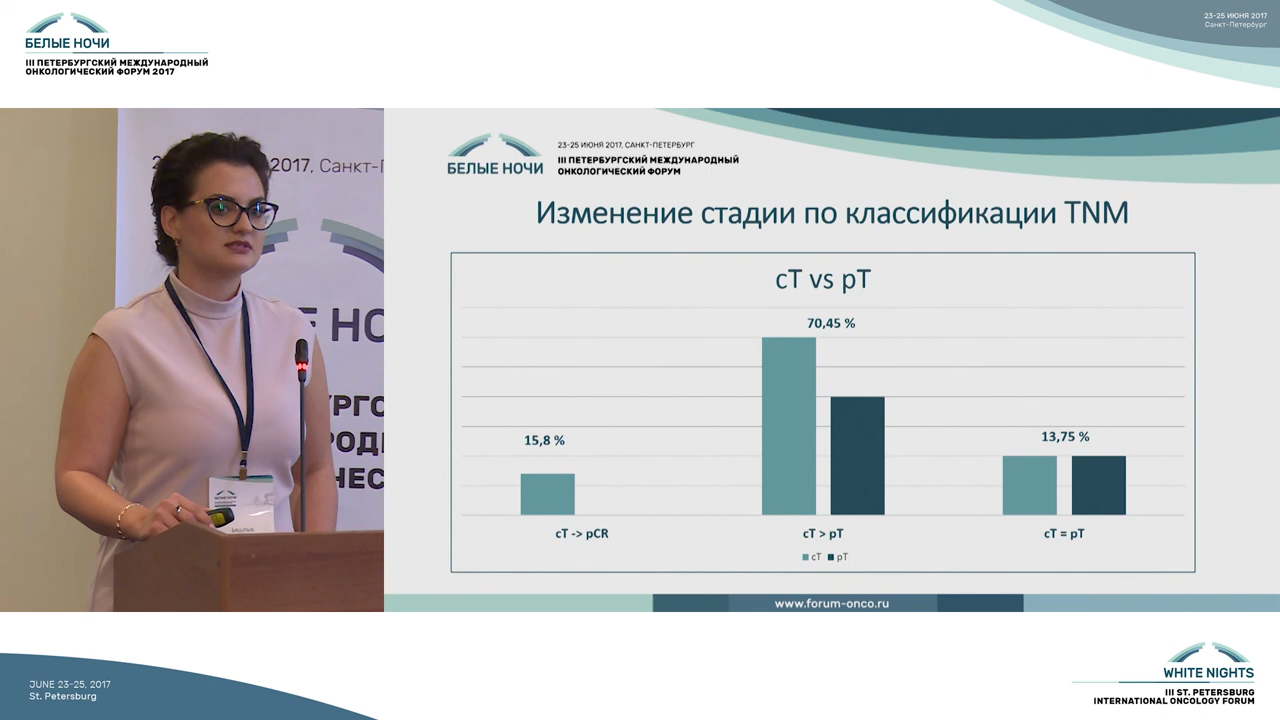 БЕЛЫЕ НОЧИ
III ПЕТЕРБУРГСКИЙ МЕЖДУНАРОДНЫЙ
ОНКОЛОГИЧЕСКИЙ ФОРУМ 2017
23-25 ИЮНЯ 2017
Санкт-Петербург
2017, Санкт-П
23-25 ИЮНЯ 2017, САНКТ-ПЕТЕРБУРГ
БЕЛЫЕ НОЧИ
III ПЕТЕРБУРГСКИЙ МЕЖДУНАРОДНЫЙ
ОНКОЛОГИЧЕСКИЙ ФОРУМ
Изменение стадии по классификации TNM
cT vs pT
70,45 %
15,8 %
13,75 %
cT -> pCR
cT > pT
cT = pT
cT
pT
www.forum-onco.ru
JUNE 23-25, 2017
St. Petersburg
WHITE NIGHTS
III ST. PETERSBURG
INTERNATIONAL ONCOLOGY FORUM